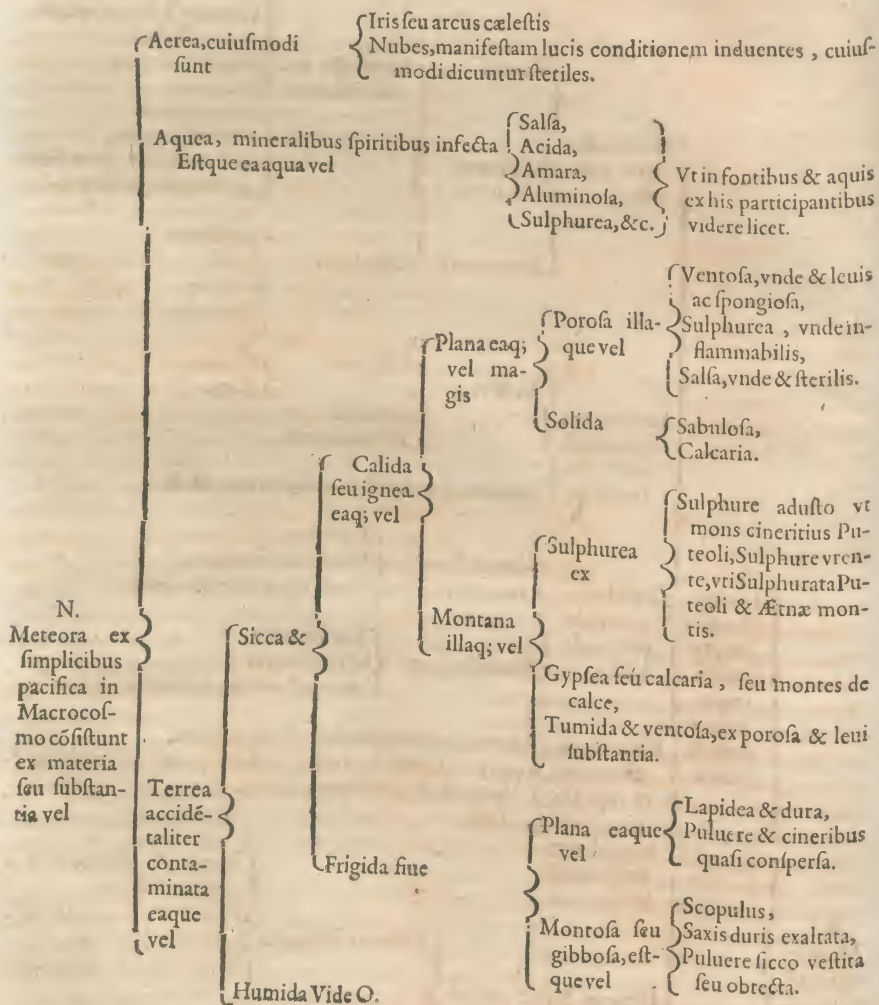 Aerea,cuiuſmodi
ſunt
Iris ſeu arcus cæleſtis
Nubes,manifeſtam lucis conditionem induentes , cuiuſ-
modi dicuntur ſteriles.
Aquea, mineralibus ſpiritibus infecta
Eſtque ea aqua vel
Salſa,
Acida,
Amara,
Aluminoſa,
Sulphurea, &c.
Vt in fontibus & aquis
ex his participantibus
videre licet.
Ventoſa,vnde & leuis
ac ſpongioſa,
Sulphurea , vnde in-
flammabilis,
Salſa,vnde & ſterilis.
Poroſa illa-
que vel
Plana eaq;
vel ma-
gis
Solida
Sabuloſa,
Calcaria.
Calida
ſeu ignea
eaq; vel
Sulphure aduſto vt
mons cineritius Pu-
teoli,Sulphure vren-
te,vti Sulphurata Pu-
teoli & Ætnæ mon-
tis.
Sulphurea
ex
Montana
illaq; vel
Gypſea ſeu calcaria , ſeu montes de
calce,
Tumida & ventoſa,ex poroſa & leui
ſubſtantia.
N.
Meteora ex
ſimplicibus
pacifica in
Macrocoſ-
mo cõſiſtunt
ex materia
ſeu ſubſtan-
tia vel
Sicca &
Terrea
accidé-
taliter
conta-
minata
eaque
vel
Frigida ſiue
Plana eaque
vel
Lapidea & dura,
Puluere & cineribus
quaſi conſperſa.
Montoſa ſeu
gibboſa,eſt-
que vel
Scopulus,
Saxis duris exaltata,
Puluere ſicco veſtita
ſeu obtecta.
Humida Vide O.